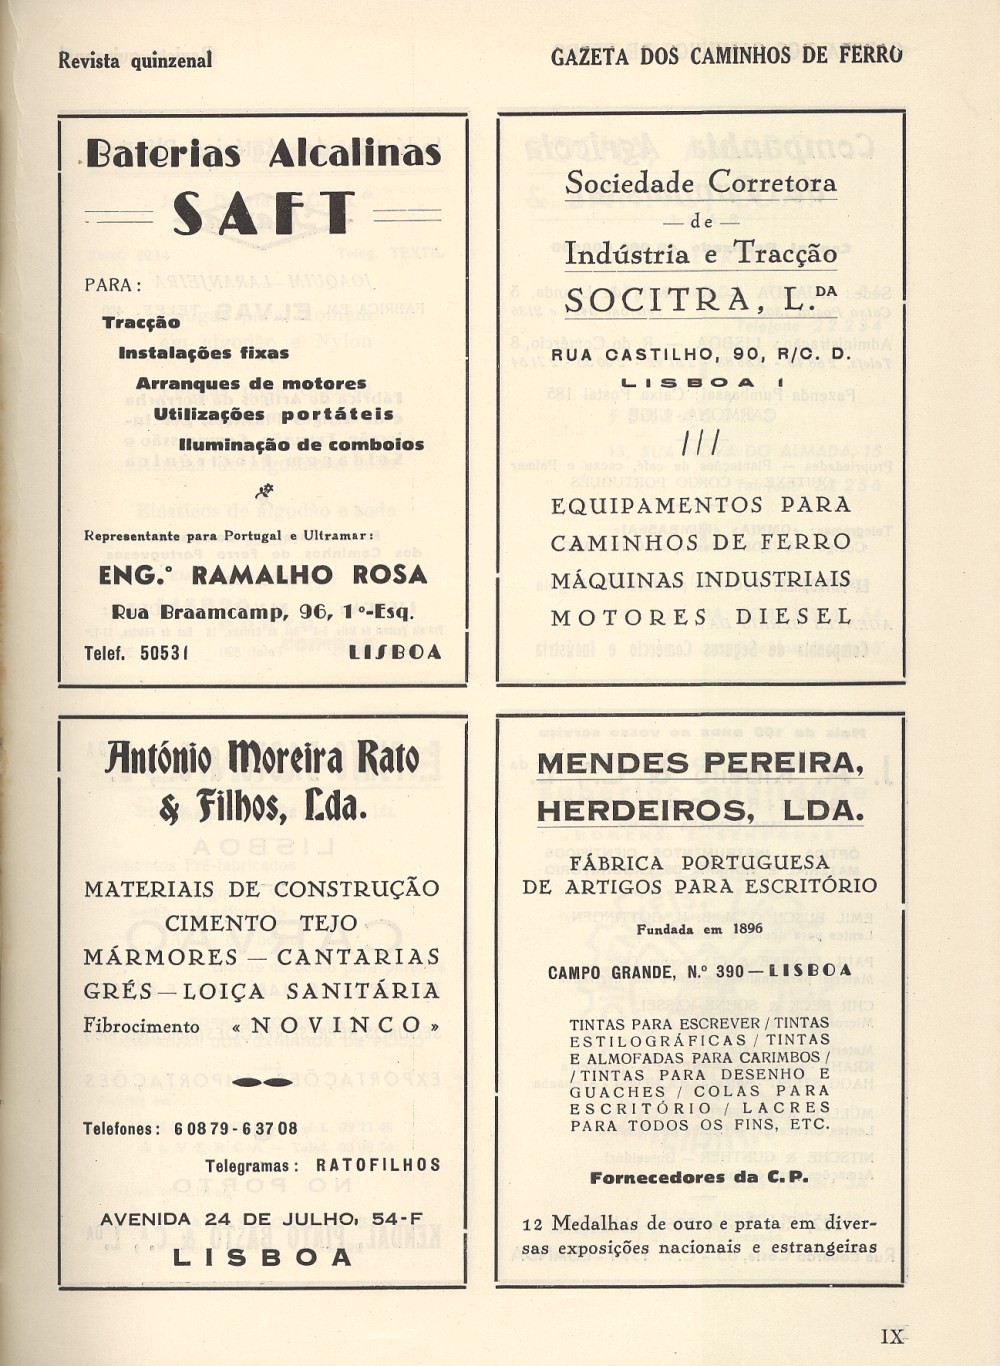 Revista quinzenal
GAZETA DOS CAMINHOS DE FERRO
Baterias Alcalinas
SAFT
PARA:
Tracção
Instalações fixas
Arranques de motores
Utilizações portáteis
Iluminação de comboios
Representante para Portugal e Ultramar:
ENG.º RAMALHO ROSA
Rua Braamcamp, 96, 1º-Esq.
Telef. 50531 LISBOA
Sociedade Corretora
— de —
Indústria e Tracção
SOCITRA, L.DA
RUA CASTILHO, 90, R/C. D.
LISBOA 1
///
EQUIPAMENTOS PARA
CAMINHOS DE FERRO
MÁQUINAS INDUSTRIAIS
MOTORES DIESEL
António Moreira Rato
& Filhos, Lda.
MATERIAIS DE CONSTRUÇÃO
CIMENTO TEJO
MÁRMORES — CANTARIAS
GRÉS — LOIÇA SANITÁRIA
Fibrocimento « NOVINCO »
Telefones: 60879-63708
Telegramas: RATOFILHOS
AVENIDA 24 DE JULHO, 54-F
LISBOA
MENDES PEREIRA,
HERDEIROS, LDA.
FÁBRICA PORTUGUESA
DE ARTIGOS PARA ESCRITÓRIO
Fundada em 1896
CAMPO GRANDE, N.º 390 — LISBOA
TINTAS PARA ESCREVER / TINTAS
ESTILOGRÁFICAS / TINTAS
E ALMOFADAS PARA CARIMBOS /
/ TINTAS PARA DESENHO E
GUACHES / COLAS PARA
ESCRITÓRIO / LACRES
PARA TODOS OS FINS, ETC.
Fornecedores da C.P.
12 Medalhas de ouro e prata em diver-
sas exposições nacionais e estrangeiras
IX